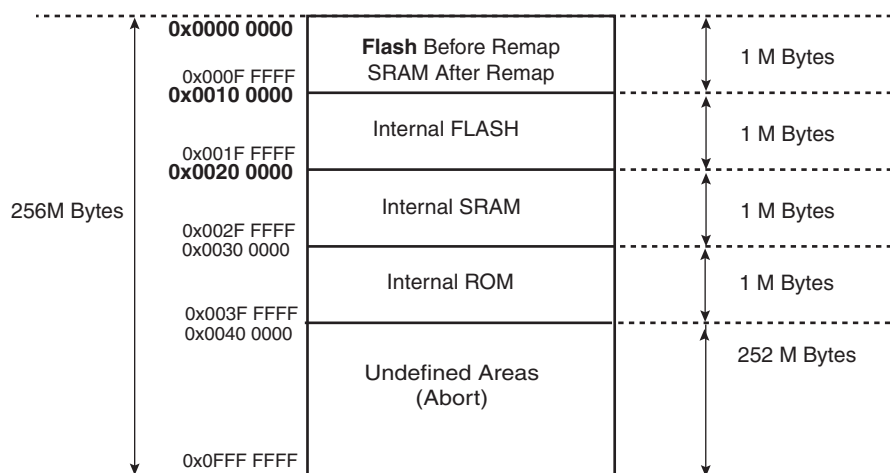 0x0000 0000
Flash Before Remap
SRAM After Remap
1 M Bytes
0x000F FFFF
0x0010 0000
Internal FLASH
1 M Bytes
0x001F FFFF
0x0020 0000
256M Bytes
Internal SRAM
1 M Bytes
0x002F FFFF
0x0030 0000
Internal ROM
1 M Bytes
0x003F FFFF
0x0040 0000
252 M Bytes
Undefined Areas
(Abort)
0x0FFF FFFF